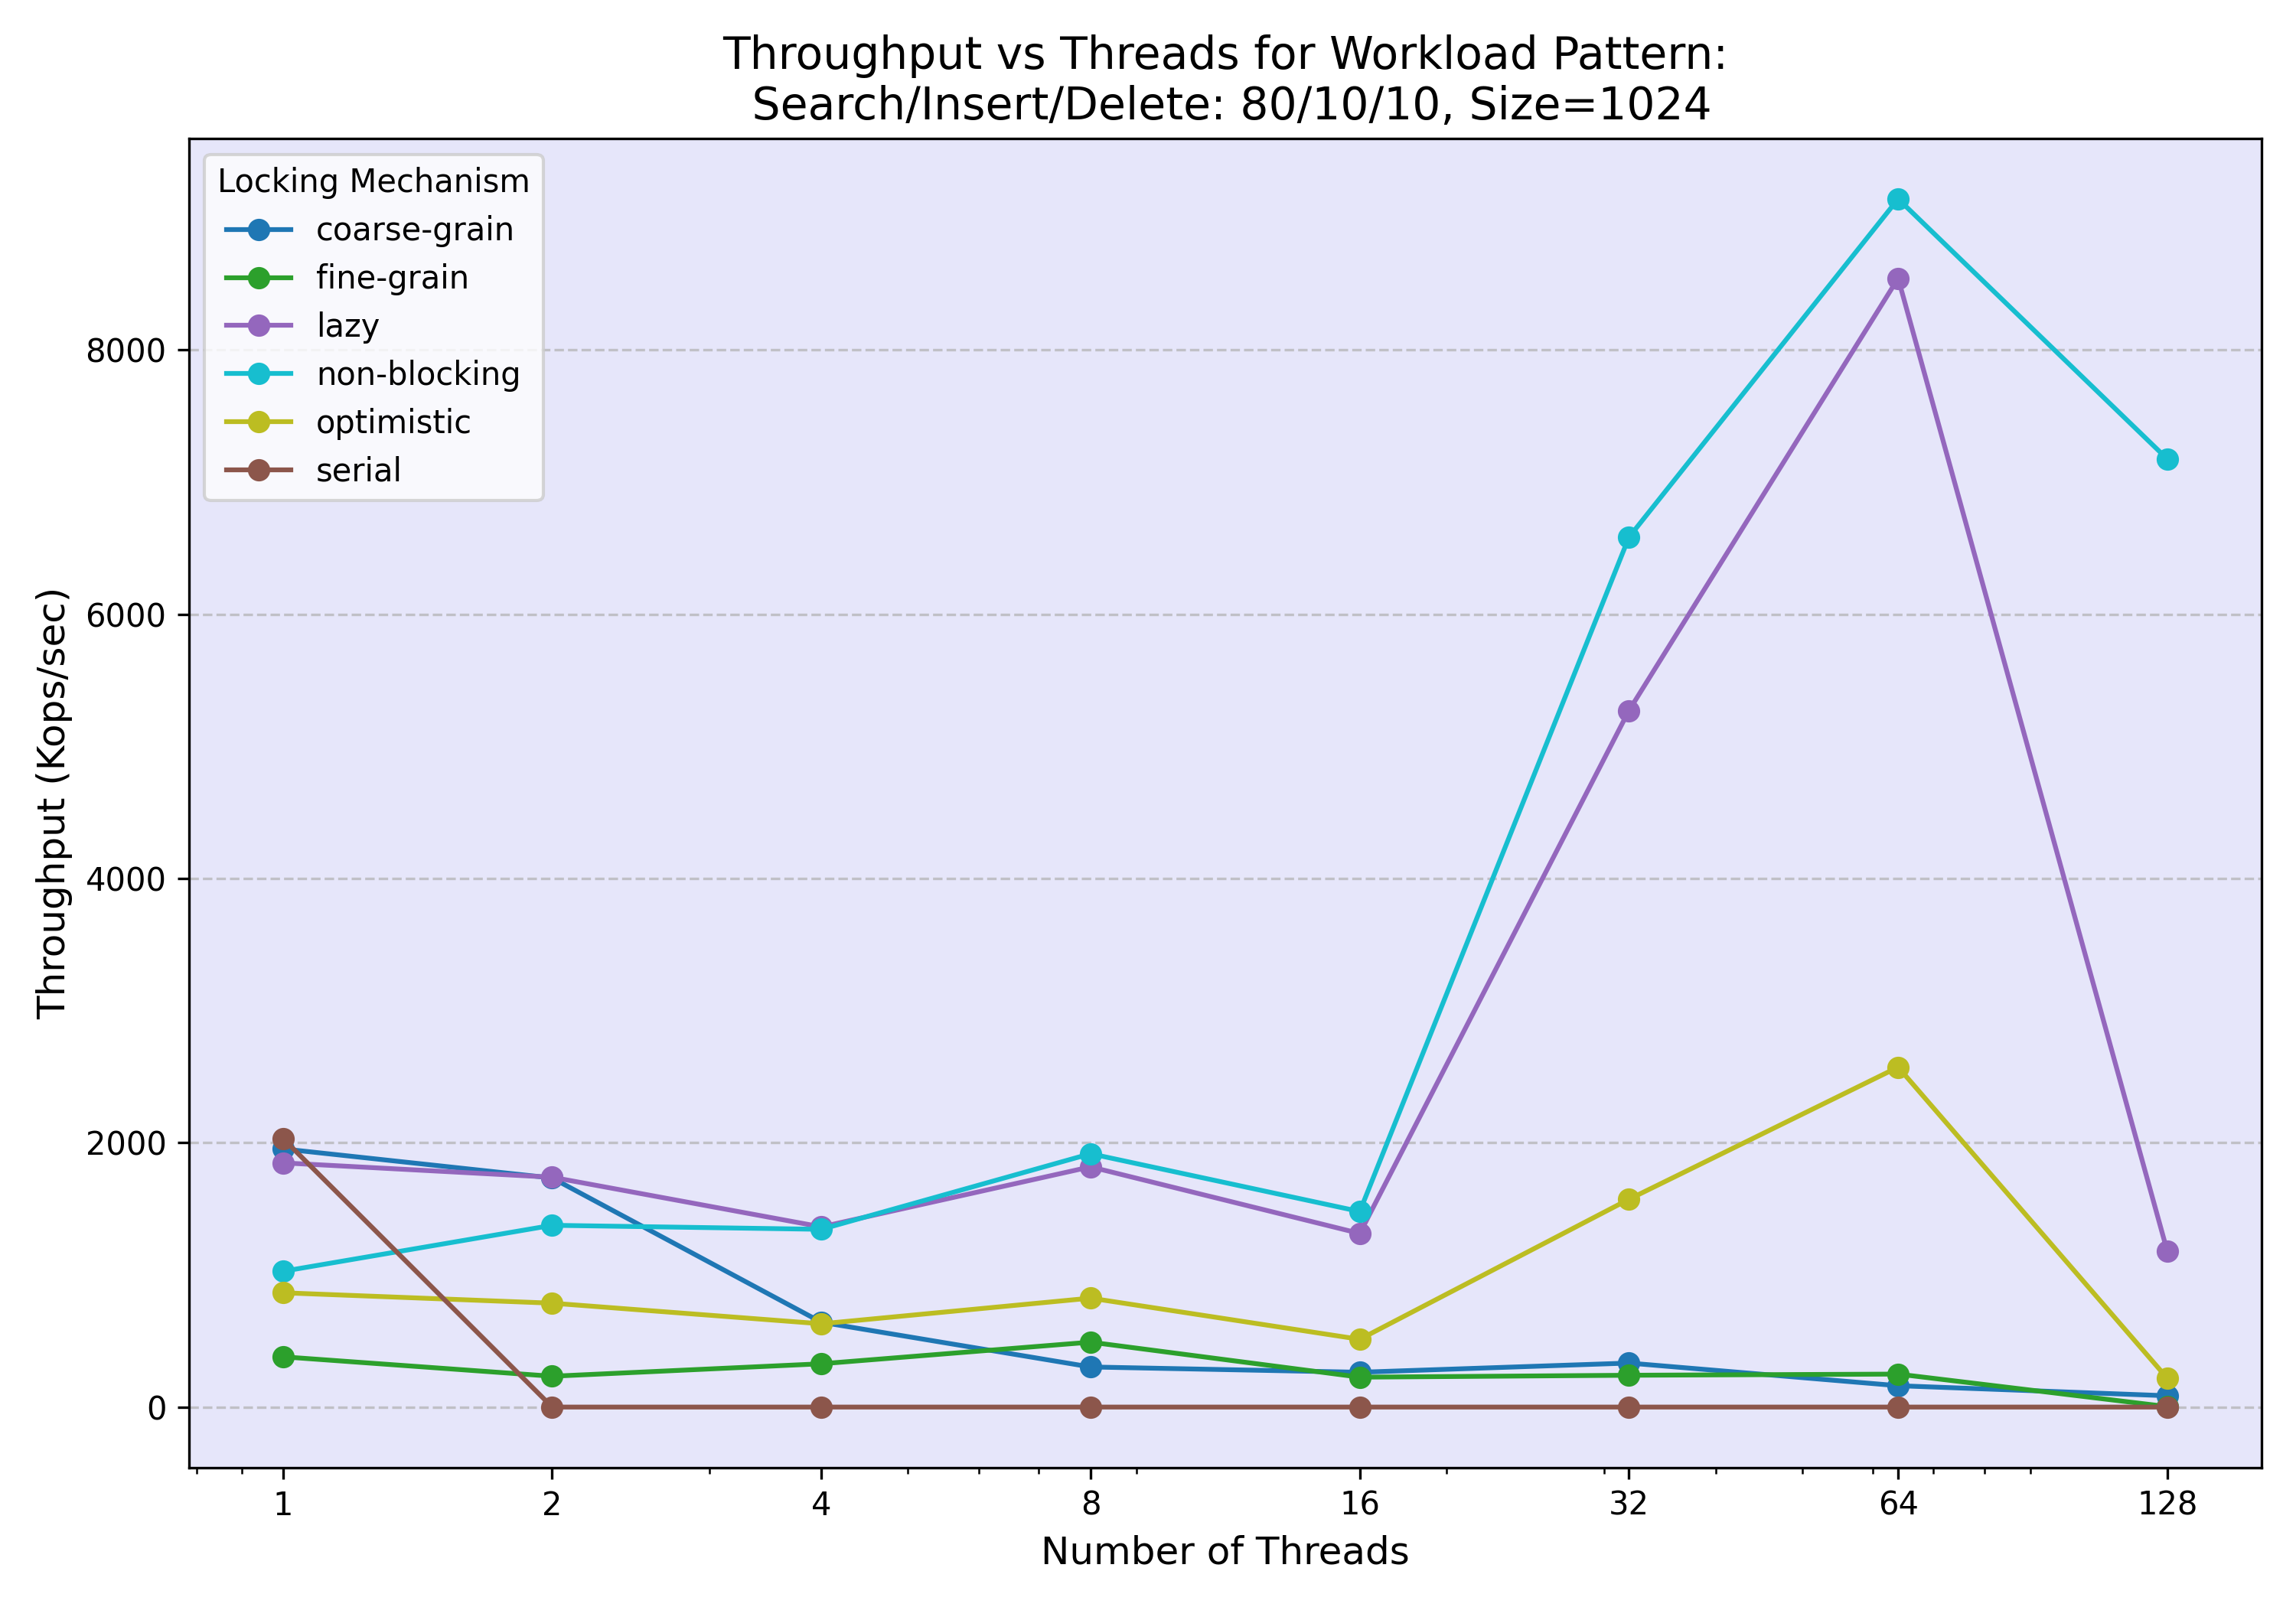 Throughput vs Threads for Workload Pattern:
Search/Insert/Delete: 80/10/10, Size=1024
Locking Mechanism
coarse-grain
fine-grain
lazy
non-blocking
optimistic
serial
Throughput (Kops/sec)
8000
6000
4000
2000
0
1 2 4 8 16 32 64 128
Number of Threads